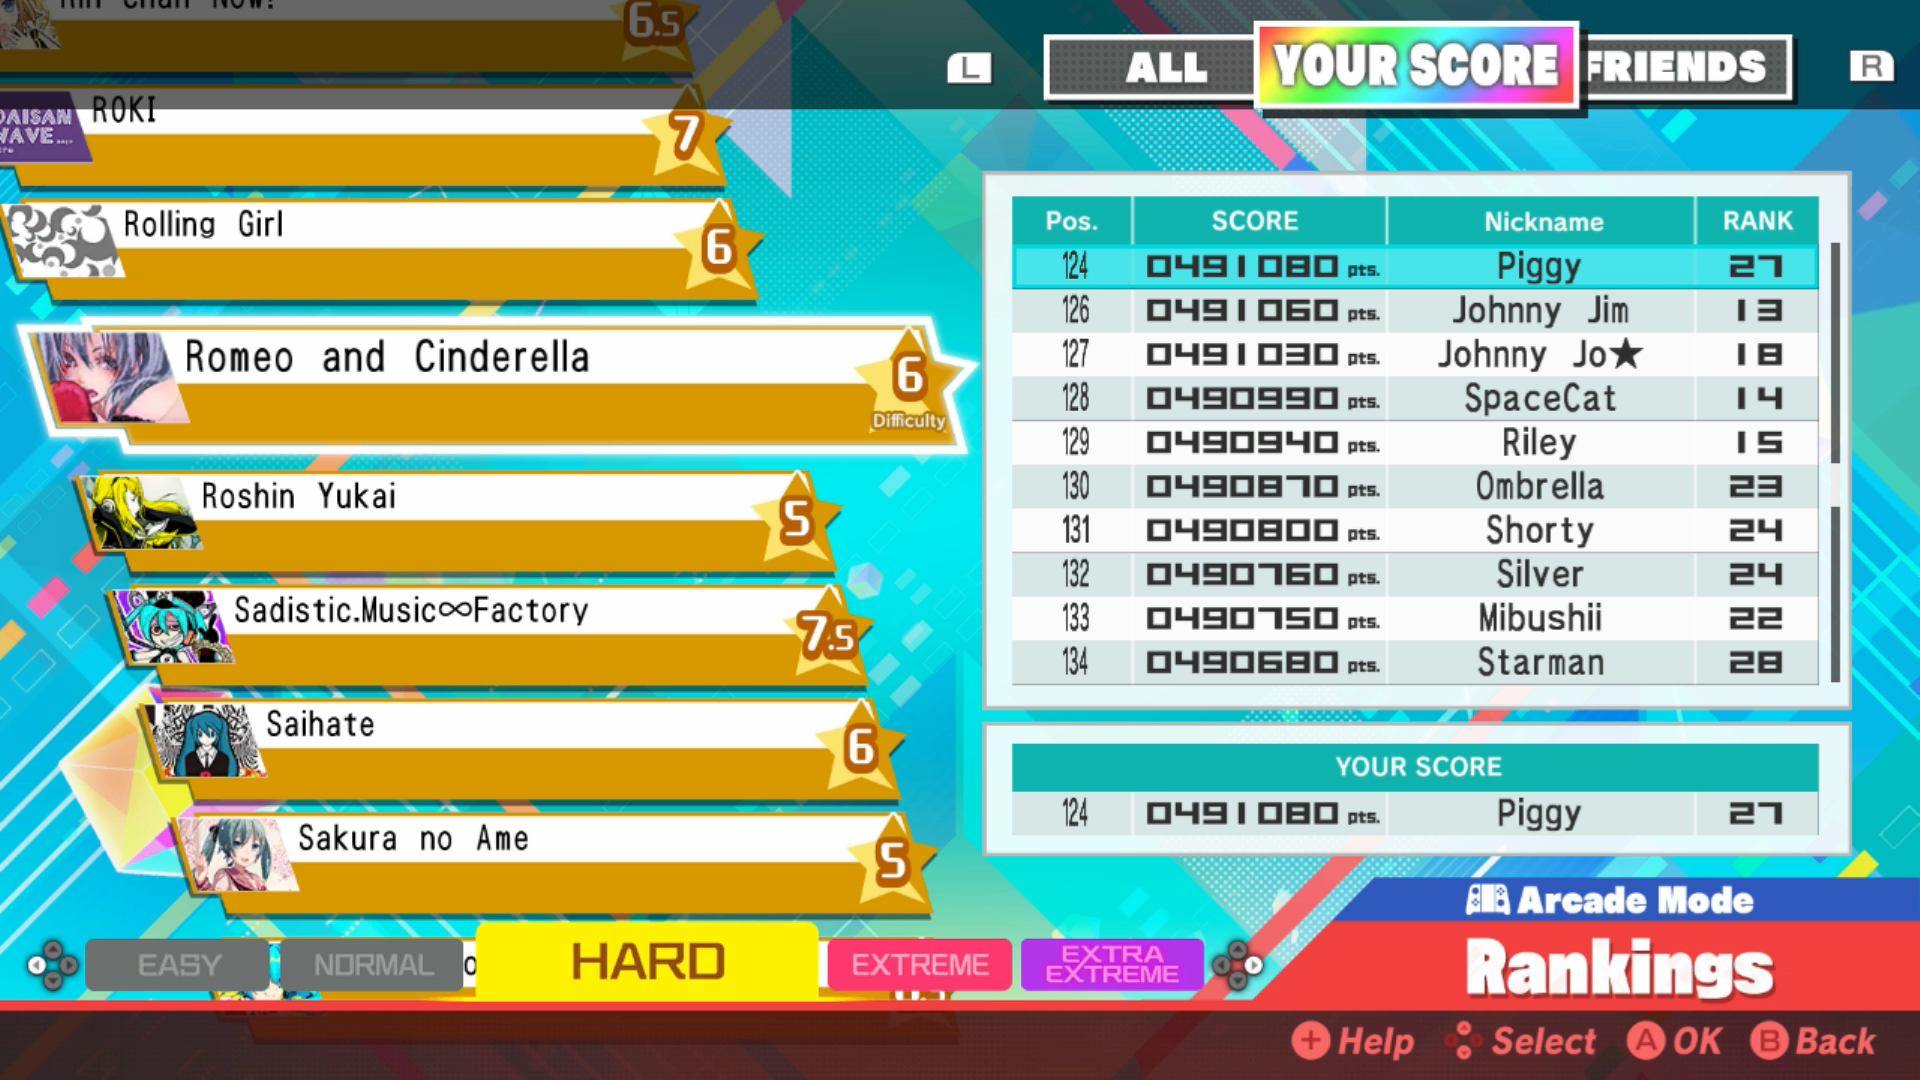 6.5
L
ALL
YOUR SCORE
FRIENDS
R
DAISAN
WAVE
ROKI
7
Rolling Girl
6
Romeo and Cinderella
6
Difficulty
Roshin Yukai
5
Sadistic.Music∞Factory
7.5
Saihate
6
Sakura no Ame
5
Pos. SCORE Nickname RANK
124 0491080 pts. Piggy 27
126 0491060 pts. Johnny Jim 13
127 0491030 pts. Johnny Jo★ 18
128 0490990 pts. SpaceCat 14
129 0490940 pts. Riley 15
130 0490870 pts. Ombrella 23
131 0490800 pts. Shorty 24
132 0490760 pts. Silver 24
133 0490750 pts. Mibushii 22
134 0490680 pts. Starman 28
YOUR SCORE
124 0491080 pts. Piggy 27
Arcade Mode
Rankings
EASY
NORMAL
HARD
EXTREME
EXTRA
EXTREME
+ Help
Select
A OK
B Back